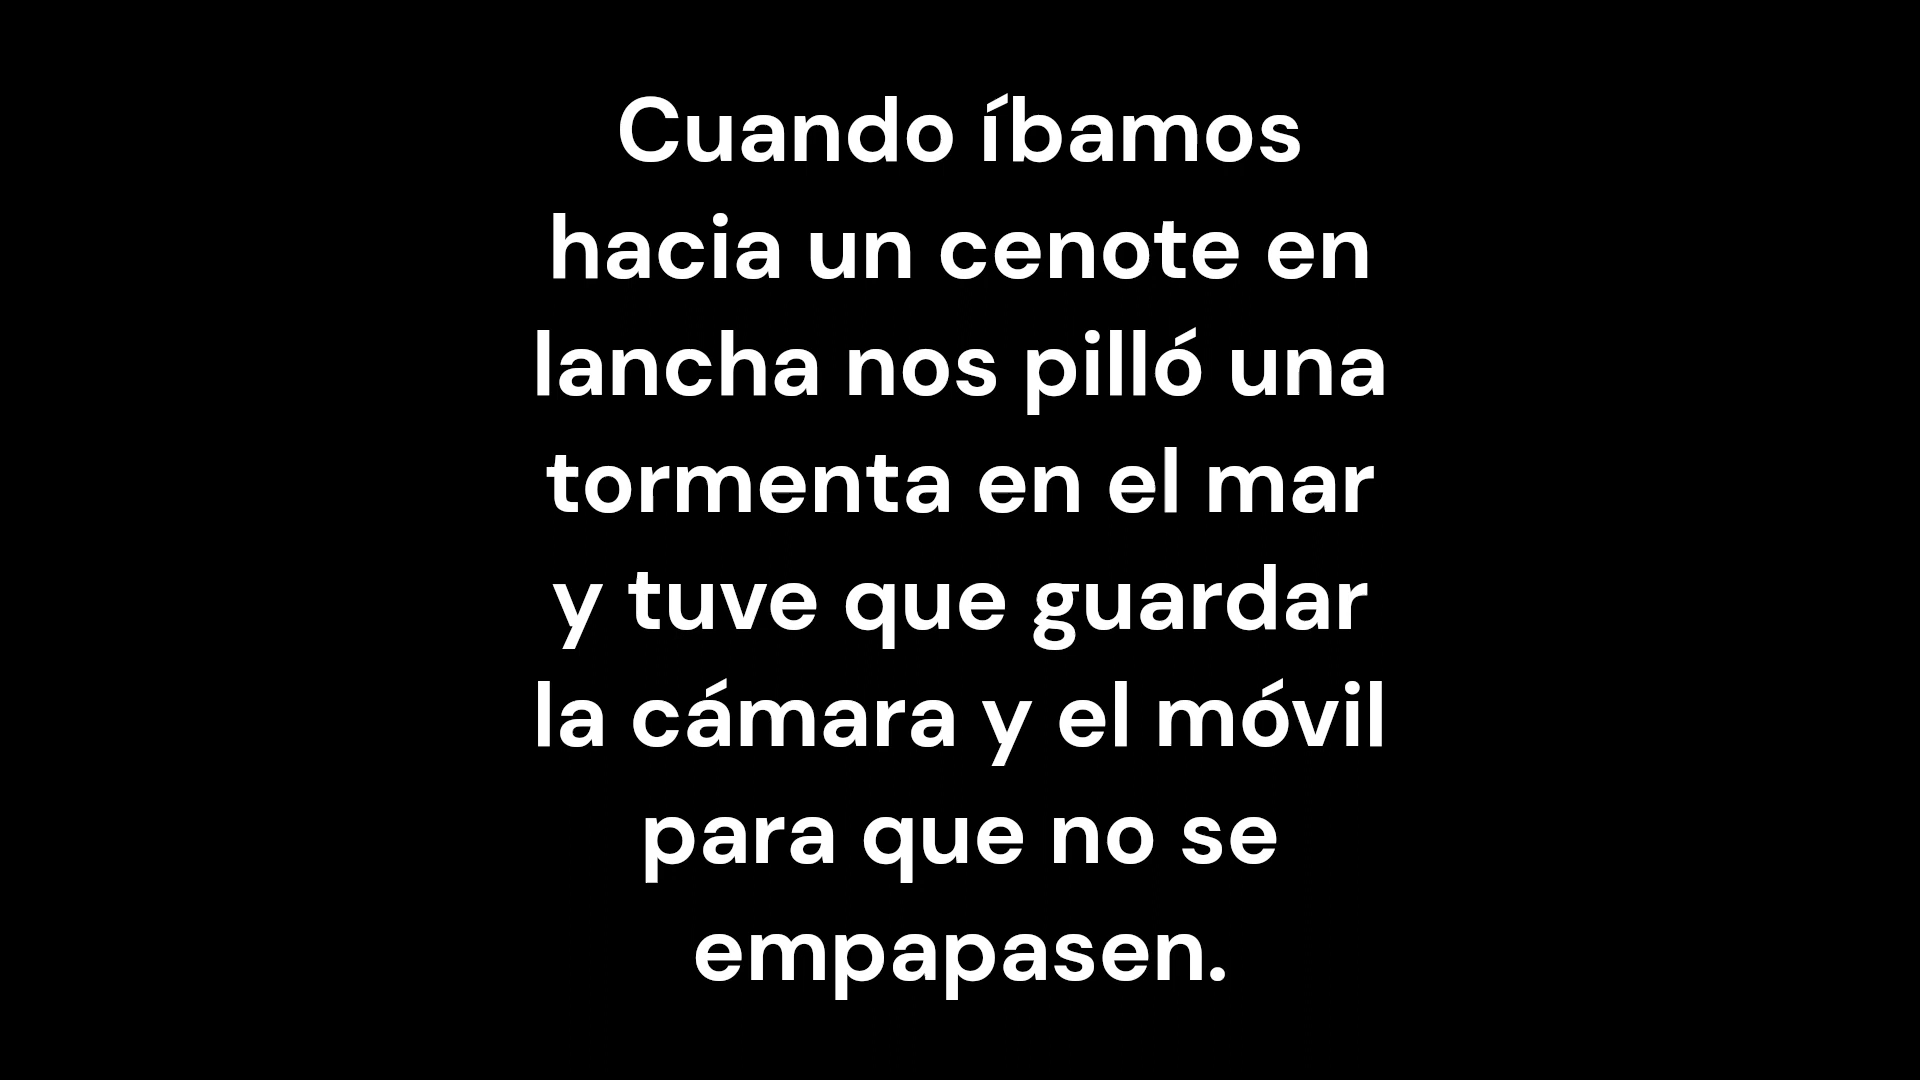 Cuando íbamos
hacia un cenote en
lancha nos pilló una
tormenta en el mar
y tuve que guardar
la cámara y el móvil
para que no se
empapasen.